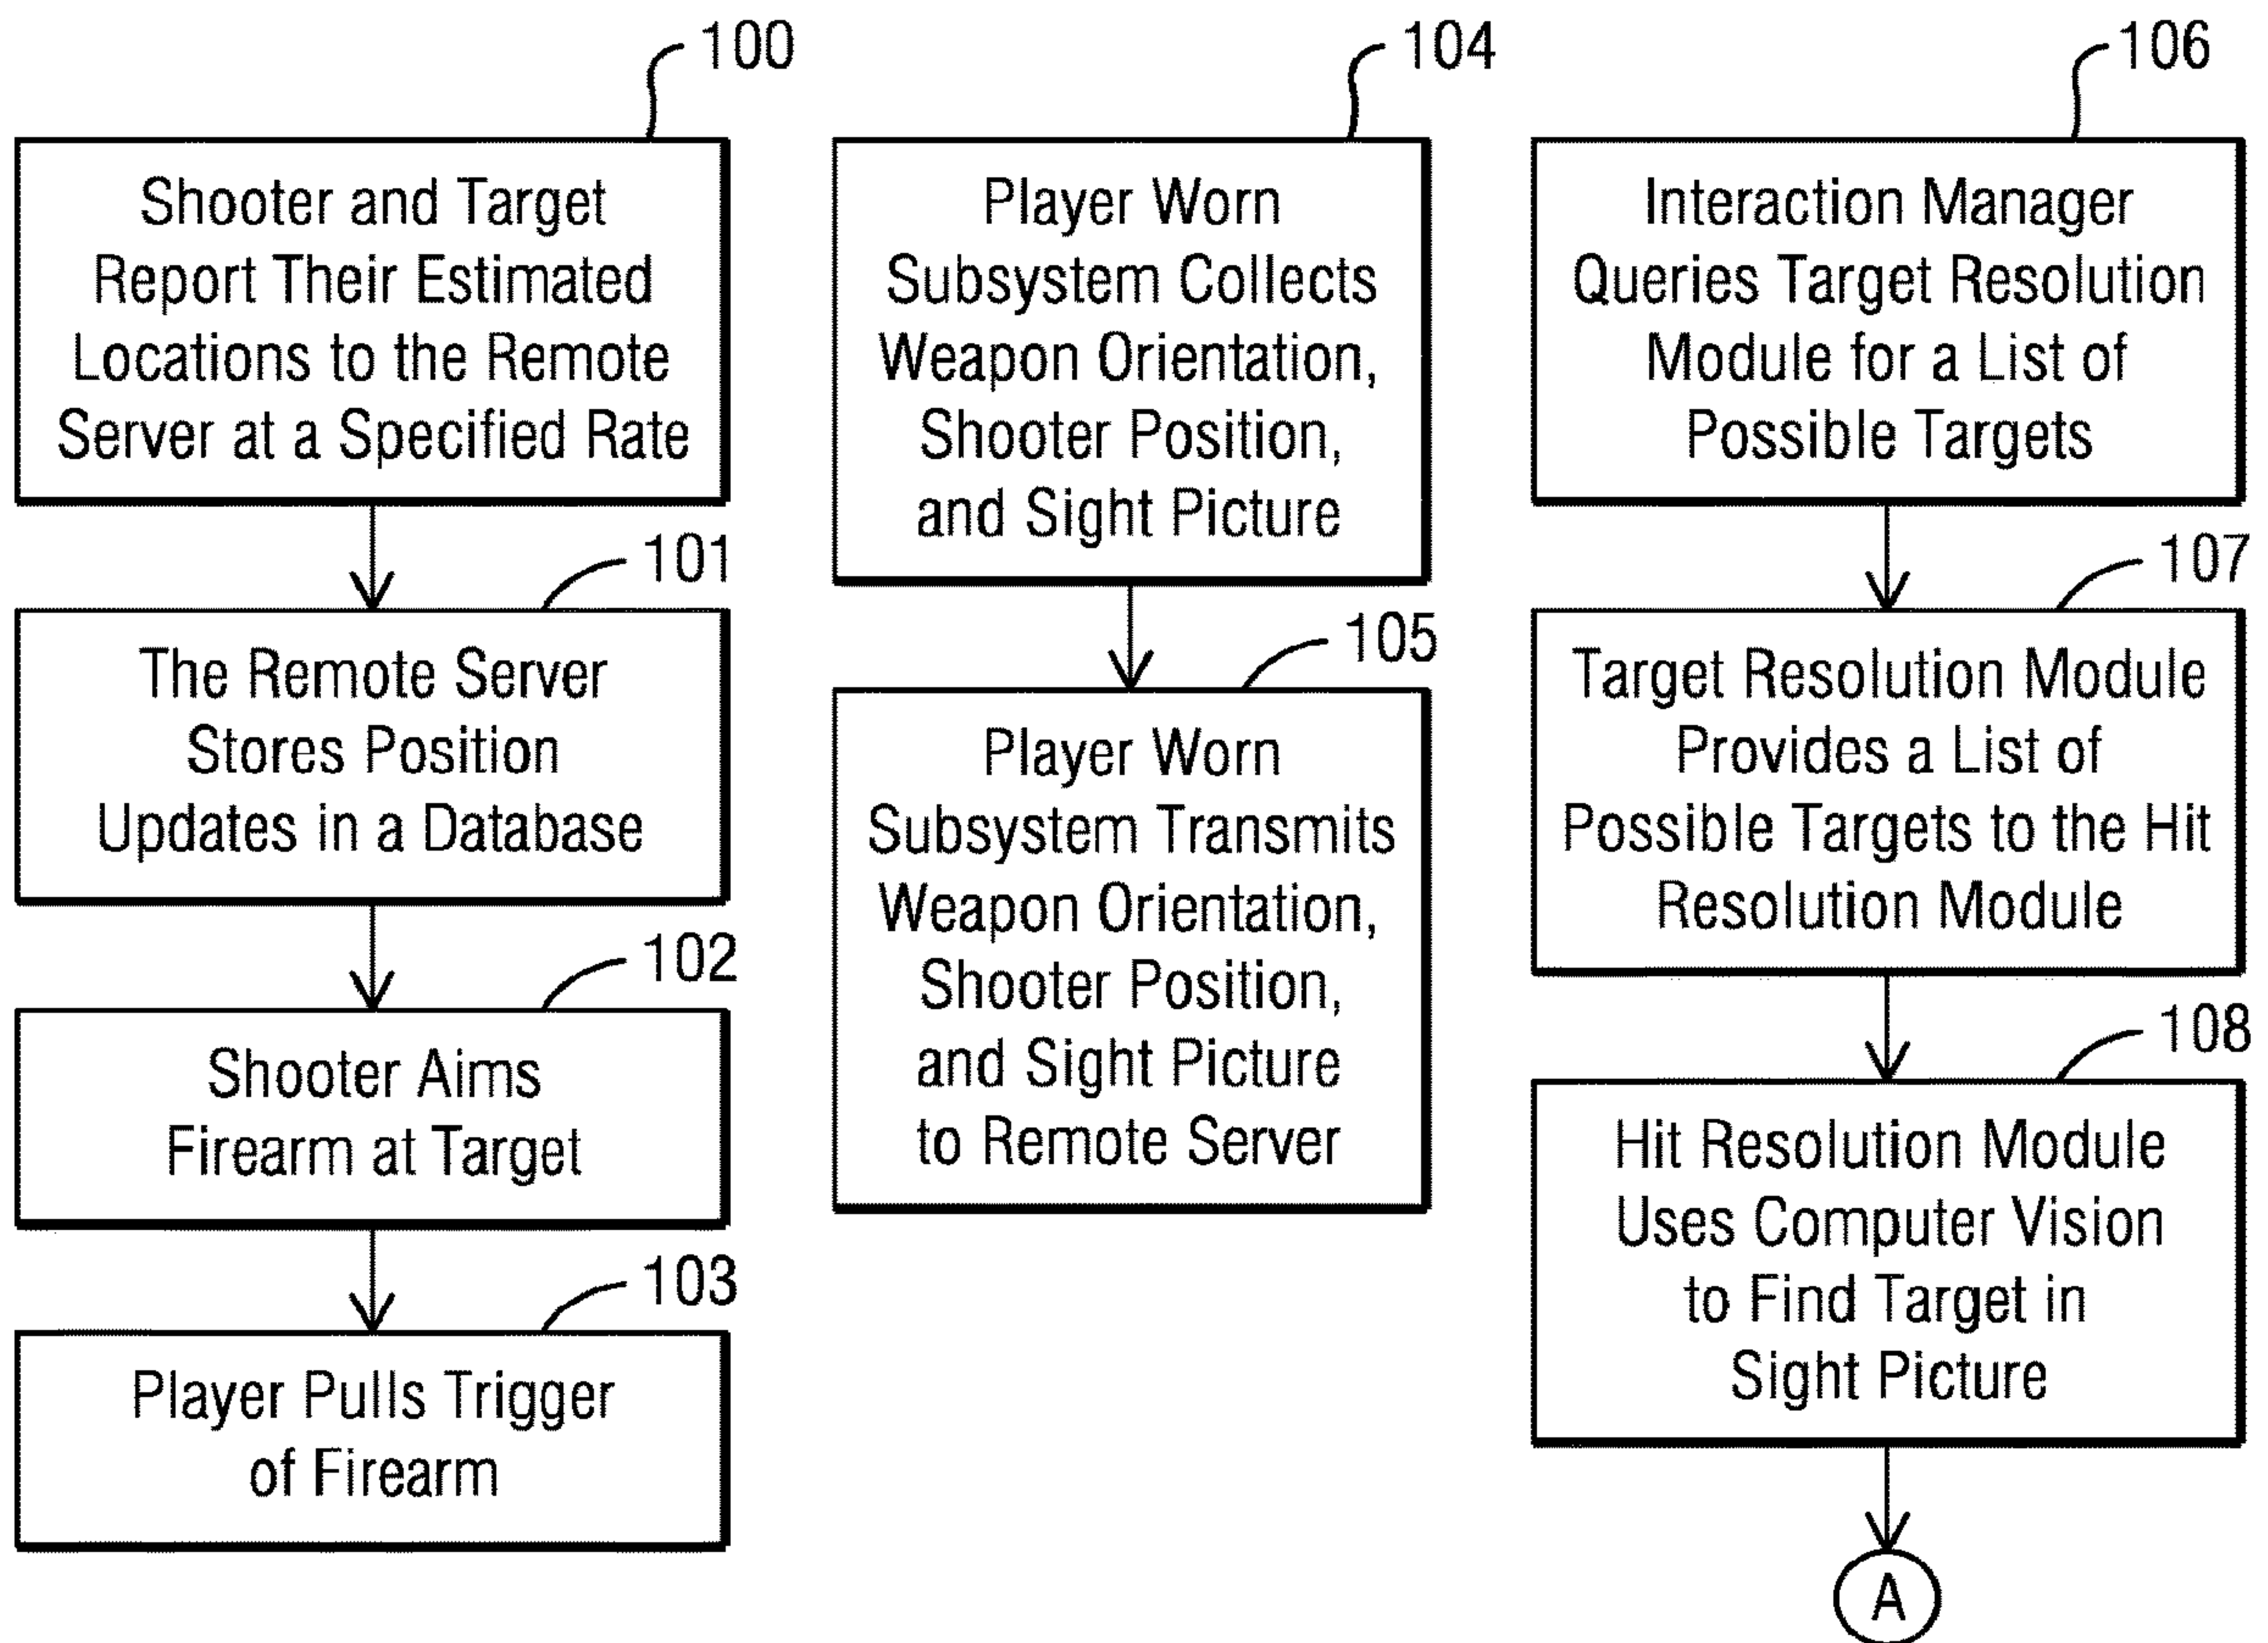 100
Shooter and Target
Report Their Estimated
Locations to the Remote
Server at a Specified Rate
101
The Remote Server
Stores Position
Updates in a Database
102
Shooter Aims
Firearm at Target
103
Player Pulls Trigger
of Firearm
104
Player Worn
Subsystem Collects
Weapon Orientation,
Shooter Position,
and Sight Picture
105
Player Worn
Subsystem Transmits
Weapon Orientation,
Shooter Position,
and Sight Picture
to Remote Server
106
Interaction Manager
Queries Target Resolution
Module for a List of
Possible Targets
107
Target Resolution Module
Provides a List of
Possible Targets to the Hit
Resolution Module
108
Hit Resolution Module
Uses Computer Vision
to Find Target in
Sight Picture
A